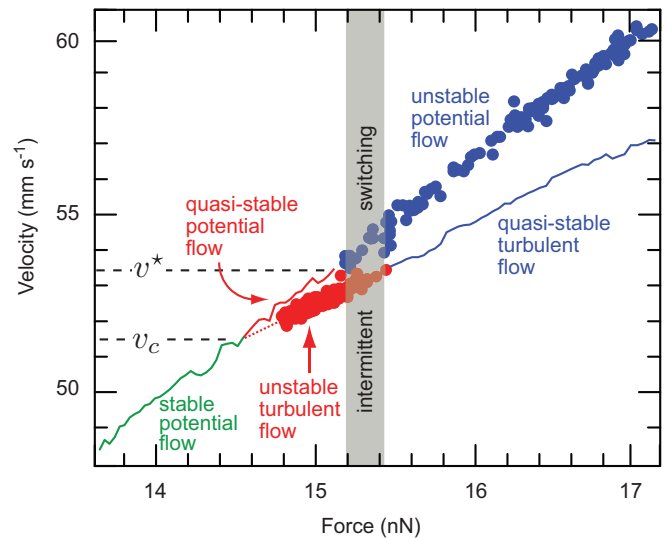 60
55
50
14
15
16
17
Velocity (mm s⁻¹)
Force (nN)
unstable
potential
flow
switching
quasi-stable
potential
flow
quasi-stable
turbulent
flow
v⋆
v_c
intermittent
stable
potential
flow
unstable
turbulent
flow